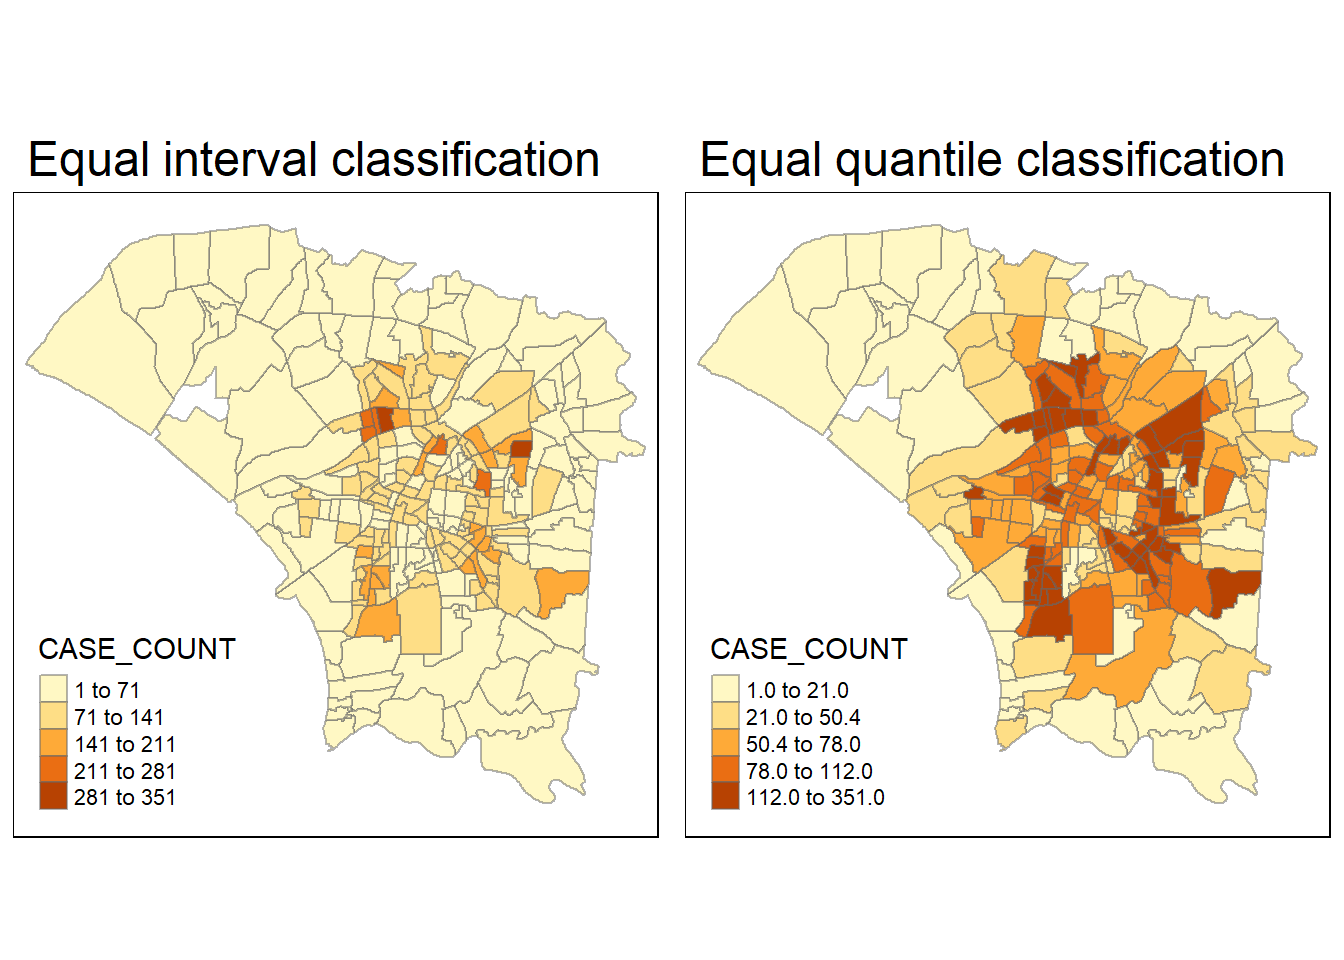 Equal interval classification
CASE_COUNT
1 to 71
71 to 141
141 to 211
211 to 281
281 to 351
Equal quantile classification
CASE_COUNT
1.0 to 21.0
21.0 to 50.4
50.4 to 78.0
78.0 to 112.0
112.0 to 351.0